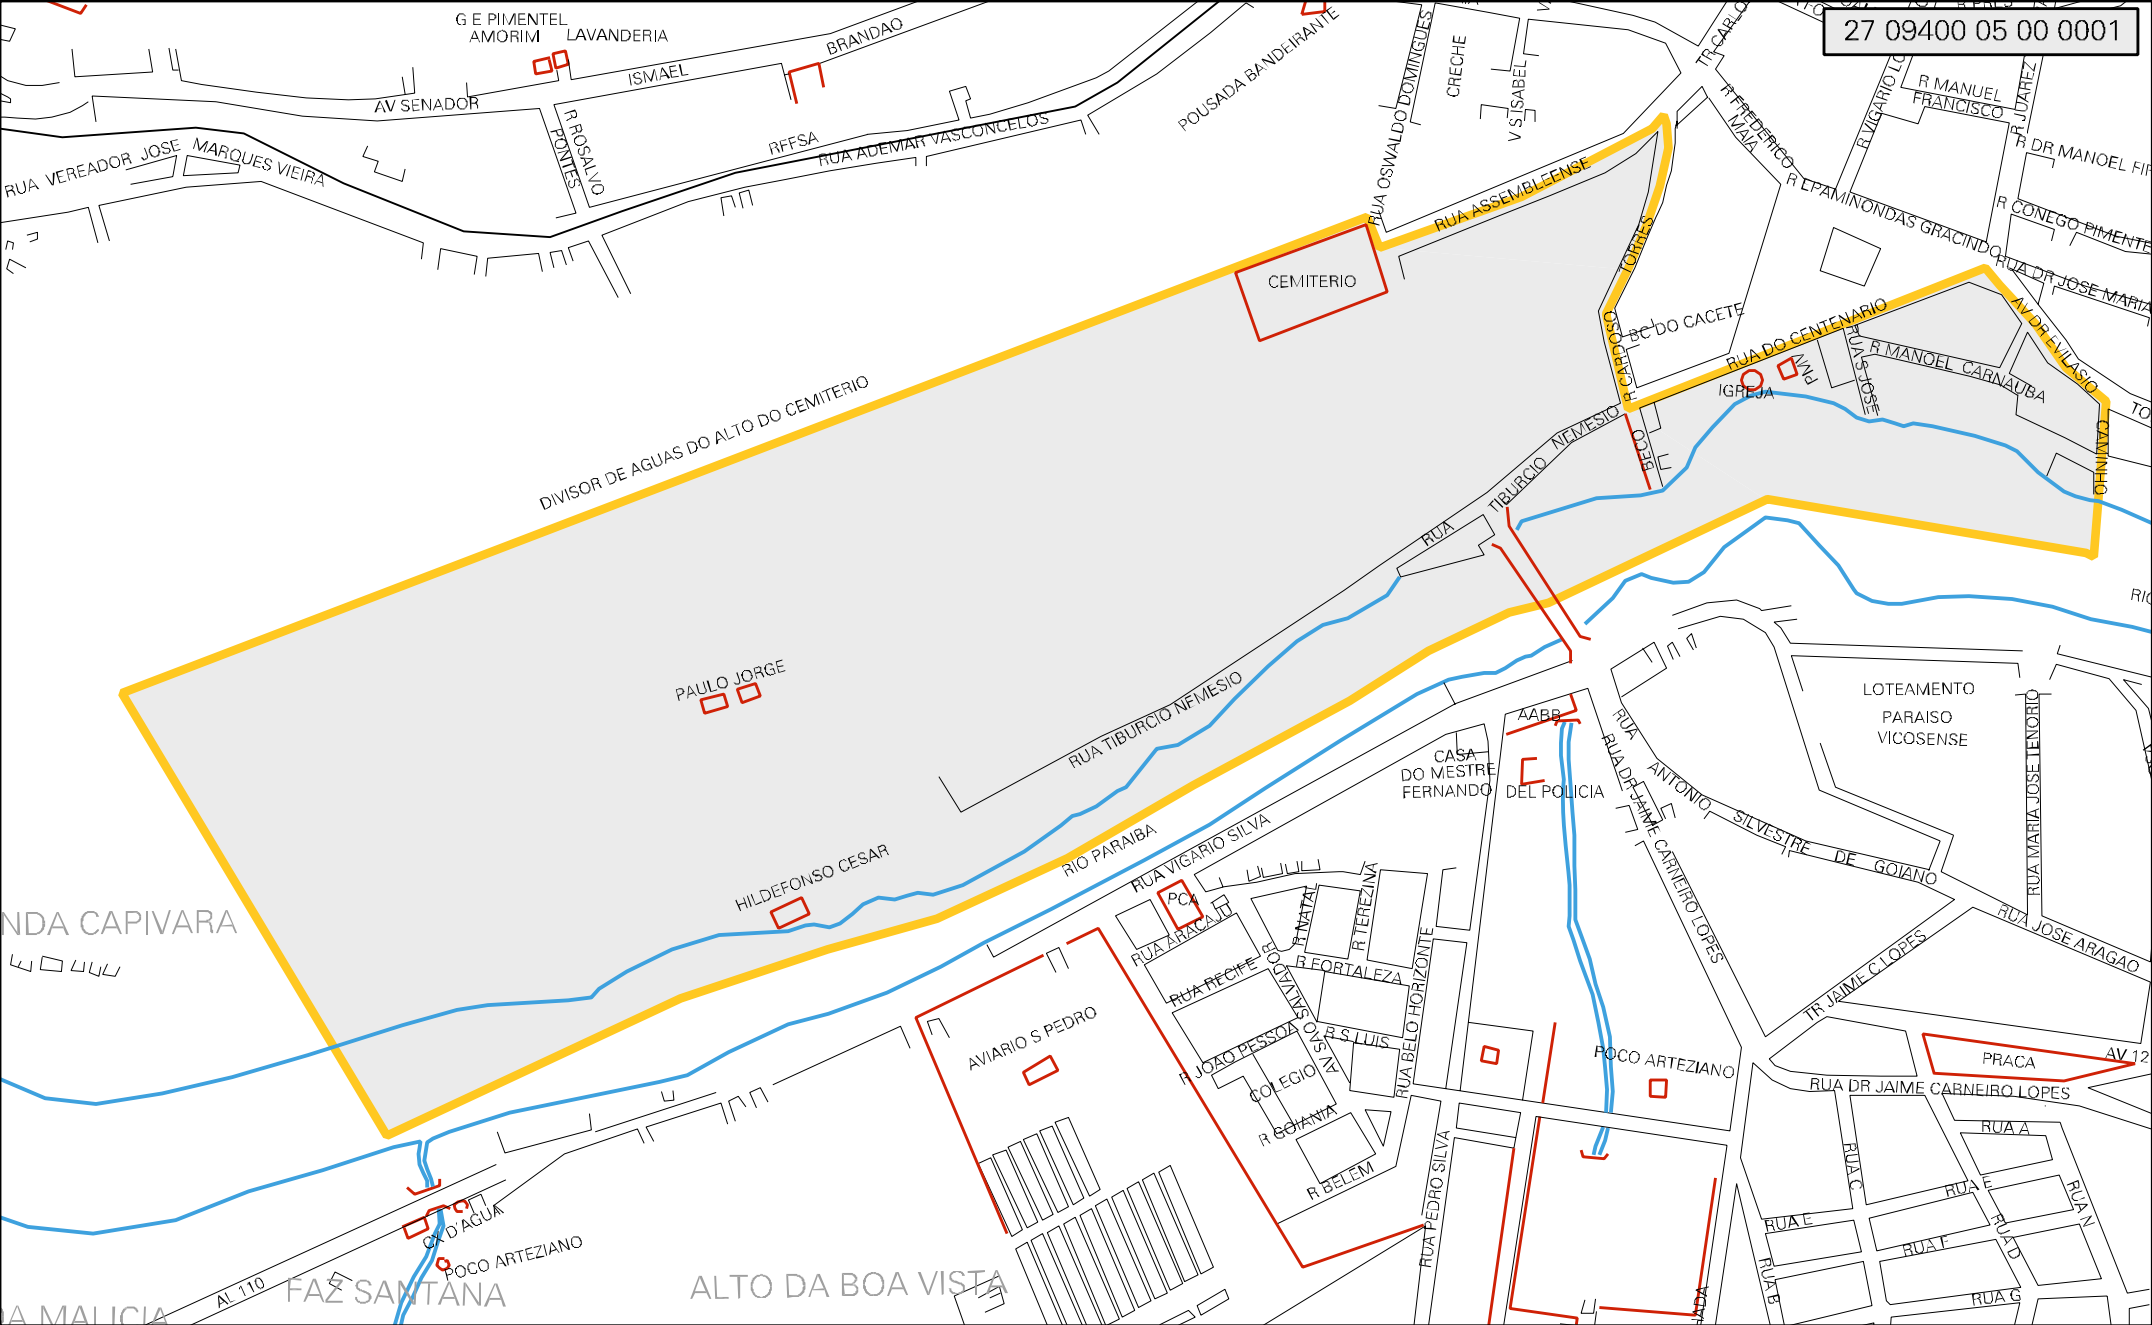 27 09400 05 00 0001
G E PIMENTEL
AMORIM
LAVANDERIA
BRANDAO
ISMAEL
AV SENADOR
R ROSALVO
PONTES
RFFSA
RUA ADEMAR VASCONCELOS
RUA VEREADOR JOSE MARQUES VIEIRA
POUSADA BANDEIRANTE
RUA OSWALDO DOMINGUES
CRECHE
V S ISABEL
R FREDERICO
MAIA
R MANUEL
FRANCISCO
R DR MANOEL FIR
R EPAMINONDAS GRACINDO
R CONEGO PIMENTE
RUA DR JOSE MARIA
RUA ASSEMBLEENSE
TORRES
R CARDOSO
BC DO CACETE
RUA DO CENTENARIO
AV DR EVILASIO
TO
CAMINHO
CEMITERIO
IGREJA
PM
RUA S JOSE
R MANOEL CARNAUBA
BECO
RUA TIBURCIO NEMESIO
DIVISOR DE AGUAS DO ALTO DO CEMITERIO
PAULO JORGE
RUA TIBURCIO NEMESIO
HILDEFONSO CESAR
RIO PARAIBA
RUA VIGARIO SILVA
AABB
CASA
DO MESTRE
FERNANDO
DEL POLICIA
RUA ANTONIO SILVESTRE DE GOIANO
RUA DR JAIME CARNEIRO LOPES
LOTEAMENTO
PARAISO
VICOSENSE
RUA MARIA JOSE TENORIO
RUA JOSE ARAGAO
TR JAIME C LOPES
NDA CAPIVARA
PCA
RUA ARACAJU
RUA RECIFE
R NATAL
R TEREZINA
R FORTALEZA
R JOAO PESSOA
AV SALVADOR
R S LUIS
RUA BELO HORIZONTE
COLEGIO
R GOIANIA
R BELEM
AVIARIO S PEDRO
RUA PEDRO SILVA
POCO ARTEZIANO
PRACA
AV 12
RUA DR JAIME CARNEIRO LOPES
RUA A
RUA C
RUA E
RUA E
RUA N
RUA D
RUA F
RUA B
RUA G
CX D'AGUA
POCO ARTEZIANO
AL 110
FAZ SANTANA
ALTO DA BOA VISTA
DA MALICIA